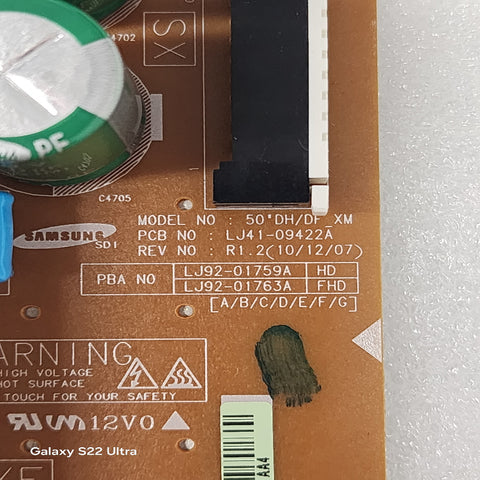 C4702
XS
PF
C4705
SAMSUNG SDI
MODEL NO : 50"DH/DF_XM
PCB NO : LJ41-09422A
REV NO : R1.2(10/12/07)
PBA NO
LJ92-01759A HD
LJ92-01763A FHD
[A/B/C/D/E/F/G]
ARNING
HIGH VOLTAGE
HOT SURFACE
TOUCH FOR YOUR SAFETY
12V0
AA4
Galaxy S22 Ultra